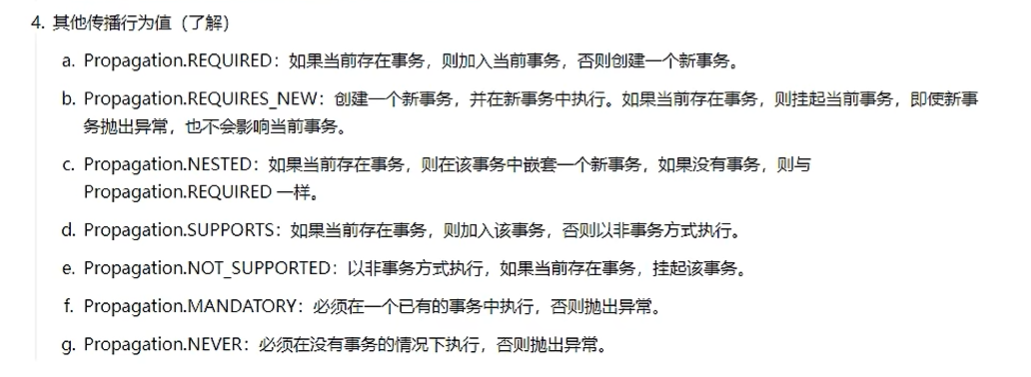 4. 其他传播行为值（了解）
a. Propagation.REQUIRED：如果当前存在事务，则加入当前事务，否则创建一个新事务。
b. Propagation.REQUIRES_NEW：创建一个新事务，并在新事务中执行。如果当前存在事务，则挂起当前事务，即使新事
务抛出异常，也不会影响当前事务。
c. Propagation.NESTED：如果当前存在事务，则在该事务中嵌套一个新事务，如果没有事务，则与
Propagation.REQUIRED 一样。
d. Propagation.SUPPORTS：如果当前存在事务，则加入该事务，否则以非事务方式执行。
e. Propagation.NOT_SUPPORTED：以非事务方式执行，如果当前存在事务，挂起该事务。
f. Propagation.MANDATORY：必须在一个已有的事务中执行，否则抛出异常。
g. Propagation.NEVER：必须在没有事务的情况下执行，否则抛出异常。